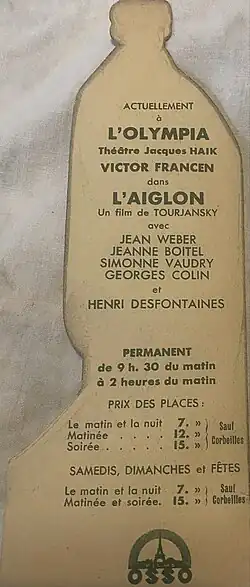 ACTUELLEMENT
à
L'OLYMPIA
Théâtre Jacques HAIK
VICTOR FRANCEN
dans
L'AIGLON
Un film de TOURJANSKY
avec
JEAN WEBER
JEANNE BOITEL
SIMONNE VAUDRY
GEORGES COLIN
et
HENRI DESFONTAINES
PERMANENT
de 9 h. 30 du matin
à 2 heures du matin
PRIX DES PLACES :
Le matin et la nuit 7. » 
Matinée . . . . 12. » Sauf
Soirée . . . . . 15. » Corbeilles
SAMEDIS, DIMANCHES et FÊTES
Le matin et la nuit 7. » Sauf
Matinée et soirée. 15. » Corbeilles
OSSO